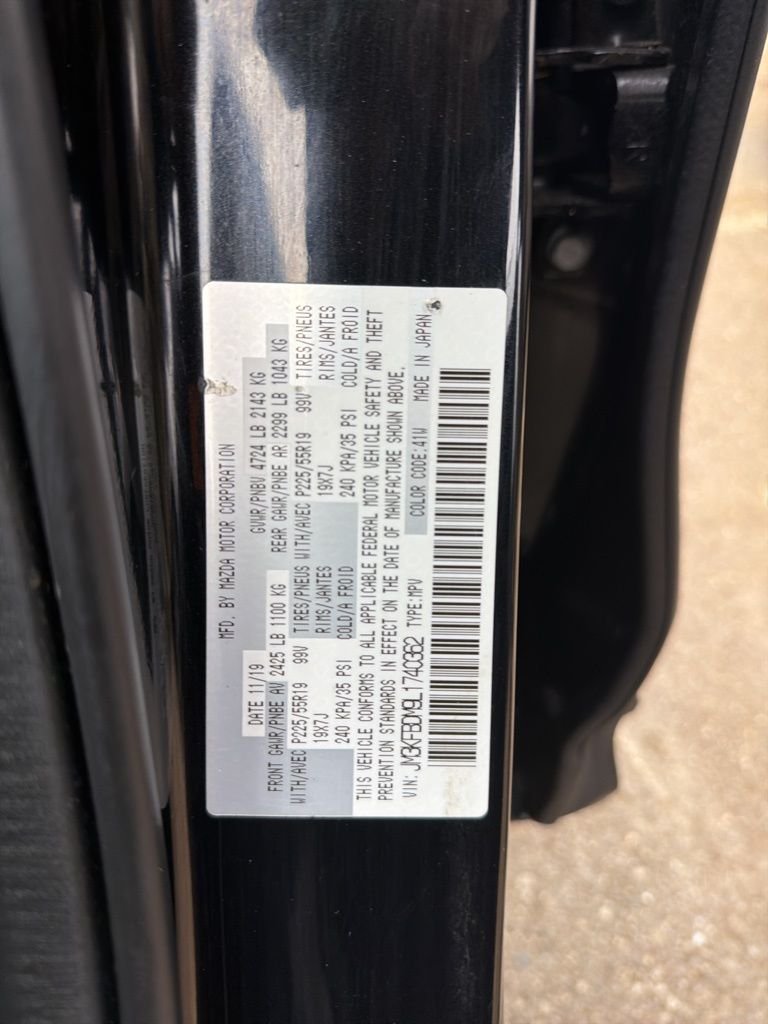 MFD. BY MAZDA MOTOR CORPORATION
DATE 11/19 GVWR/PNBV 4724 LB 2143 KG
FRONT GAWR/PNBE AV 2425 LB 1100 KG REAR GAWR/PNBE AR 2299 LB 1043 KG
WITH/AVEC P225/55R19 99V TIRES/PNEUS WITH/AVEC P225/55R19 99V TIRES/PNEUS
19X7J RIMS/JANTES 19X7J RIMS/JANTES
240 KPA/35 PSI COLD/A FROID 240 KPA/35 PSI COLD/A FROID
THIS VEHICLE CONFORMS TO ALL APPLICABLE FEDERAL MOTOR VEHICLE SAFETY AND THEFT
PREVENTION STANDARDS IN EFFECT ON THE DATE OF MANUFACTURE SHOWN ABOVE.
VIN: JM3KFBDM9L1740362 TYPE:MPV COLOR CODE:41W MADE IN JAPAN